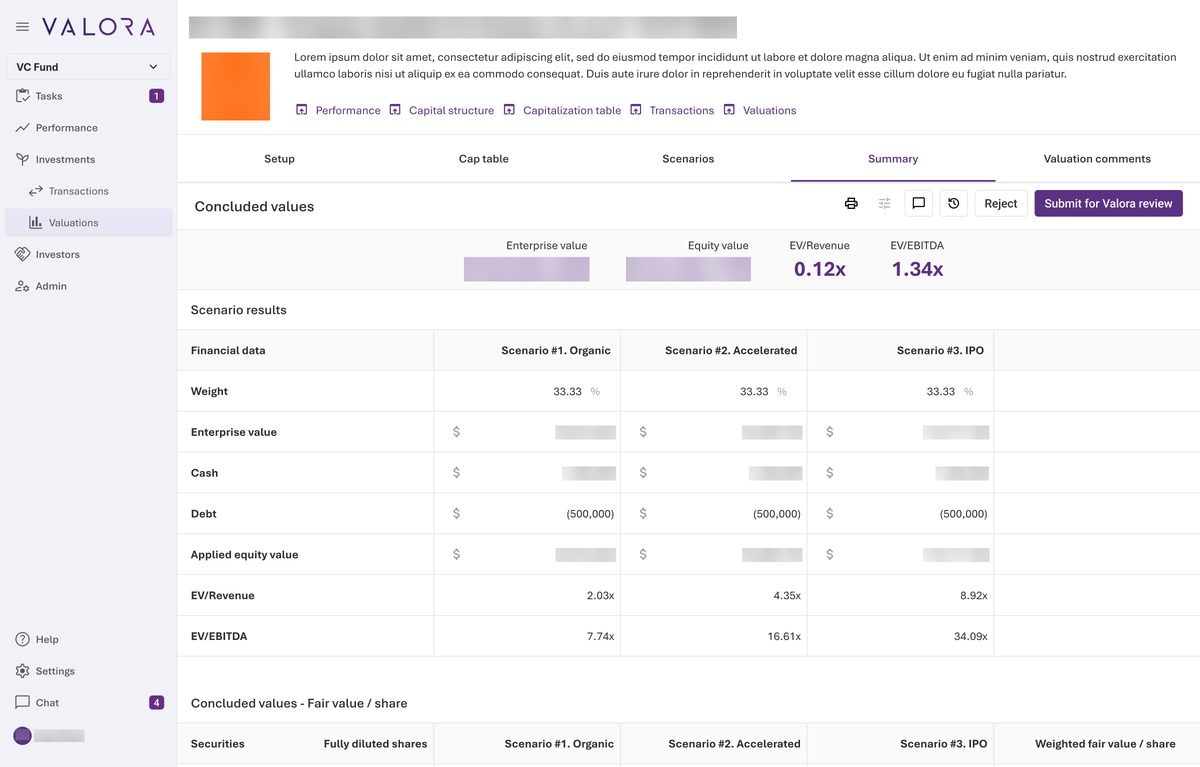 VALORA
VC Fund
Tasks 1
Performance
Investments
Transactions
Valuations
Investors
Admin
Help
Settings
Chat 4
Lorem ipsum dolor sit amet, consectetur adipiscing elit, sed do eiusmod tempor incididunt ut labore et dolore magna aliqua. Ut enim ad minim veniam, quis nostrud exercitation
ullamco laboris nisi ut aliquip ex ea commodo consequat. Duis aute irure dolor in reprehenderit in voluptate velit esse cillum dolore eu fugiat nulla pariatur.
Performance Capital structure Capitalization table Transactions Valuations
Setup Cap table Scenarios Summary Valuation comments
Concluded values Reject Submit for Valora review
Enterprise value Equity value EV/Revenue EV/EBITDA
0.12x 1.34x
Scenario results
Financial data Scenario #1. Organic Scenario #2. Accelerated Scenario #3. IPO
Weight 33.33 % 33.33 % 33.33 %
Enterprise value $ $ $
Cash $ $ $
Debt $ (500,000) $ (500,000) $ (500,000)
Applied equity value $ $ $
EV/Revenue 2.03x 4.35x 8.92x
EV/EBITDA 7.74x 16.61x 34.09x
Concluded values - Fair value / share
Securities Fully diluted shares Scenario #1. Organic Scenario #2. Accelerated Scenario #3. IPO Weighted fair value / share